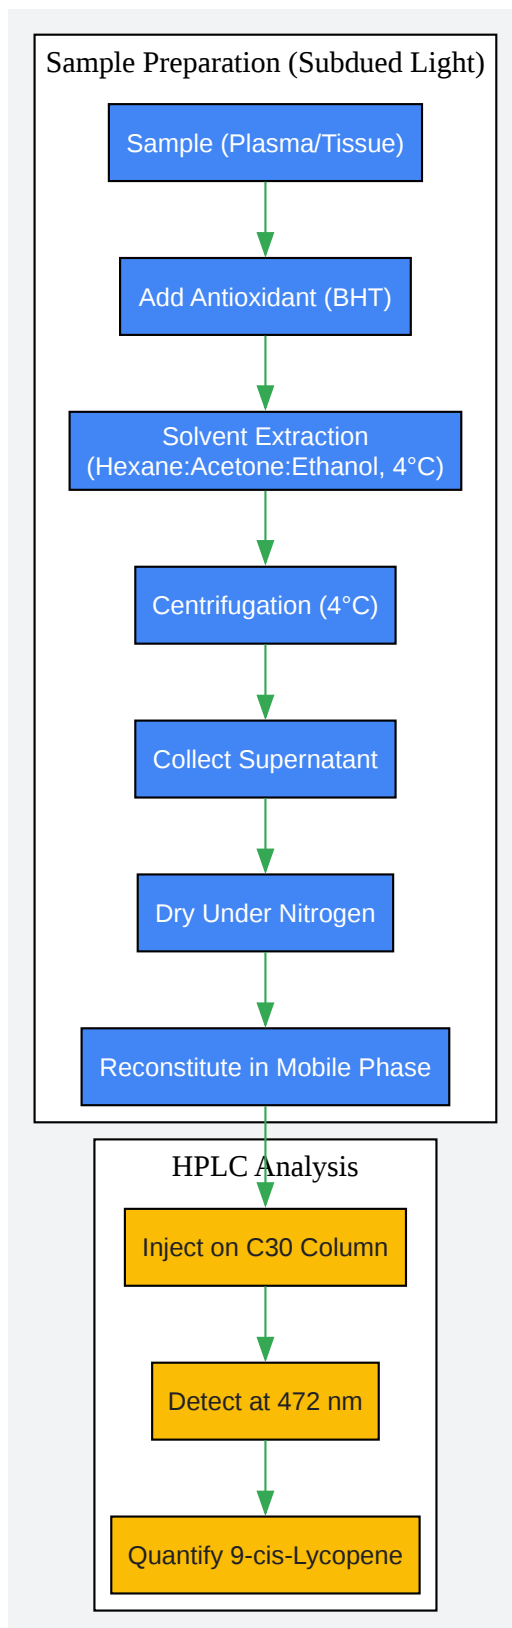 Sample Preparation (Subdued Light)
Sample (Plasma/Tissue)
Add Antioxidant (BHT)
Solvent Extraction
(Hexane:Acetone:Ethanol, 4°C)
Centrifugation (4°C)
Collect Supernatant
Dry Under Nitrogen
Reconstitute in Mobile Phase
HPLC Analysis
Inject on C30 Column
Detect at 472 nm
Quantify 9-cis-Lycopene